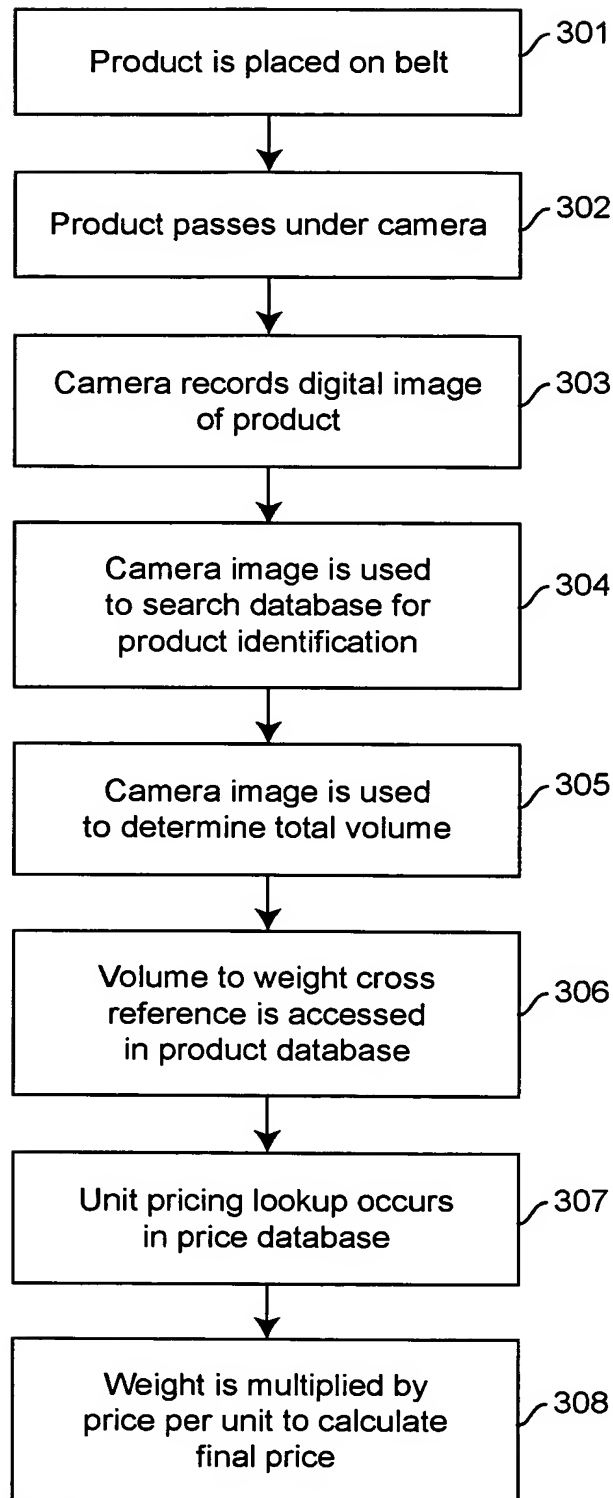 Product is placed on belt
301
Product passes under camera
302
Camera records digital image
of product
303
Camera image is used
to search database for
product identification
304
Camera image is used
to determine total volume
305
Volume to weight cross
reference is accessed
in product database
306
Unit pricing lookup occurs
in price database
307
Weight is multiplied by
price per unit to calculate
final price
308